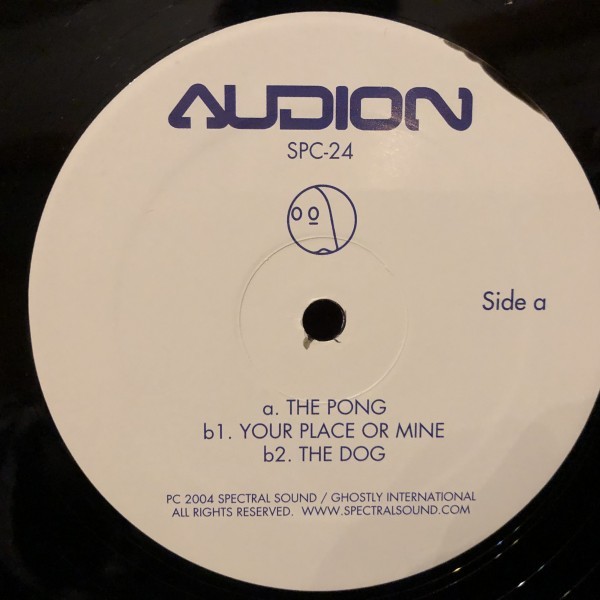 AUDION
SPC-24
Side a
a. THE PONG
b1. YOUR PLACE OR MINE
b2. THE DOG
PC 2004 SPECTRAL SOUND / GHOSTLY INTERNATIONAL
ALL RIGHTS RESERVED. WWW.SPECTRALSOUND.COM